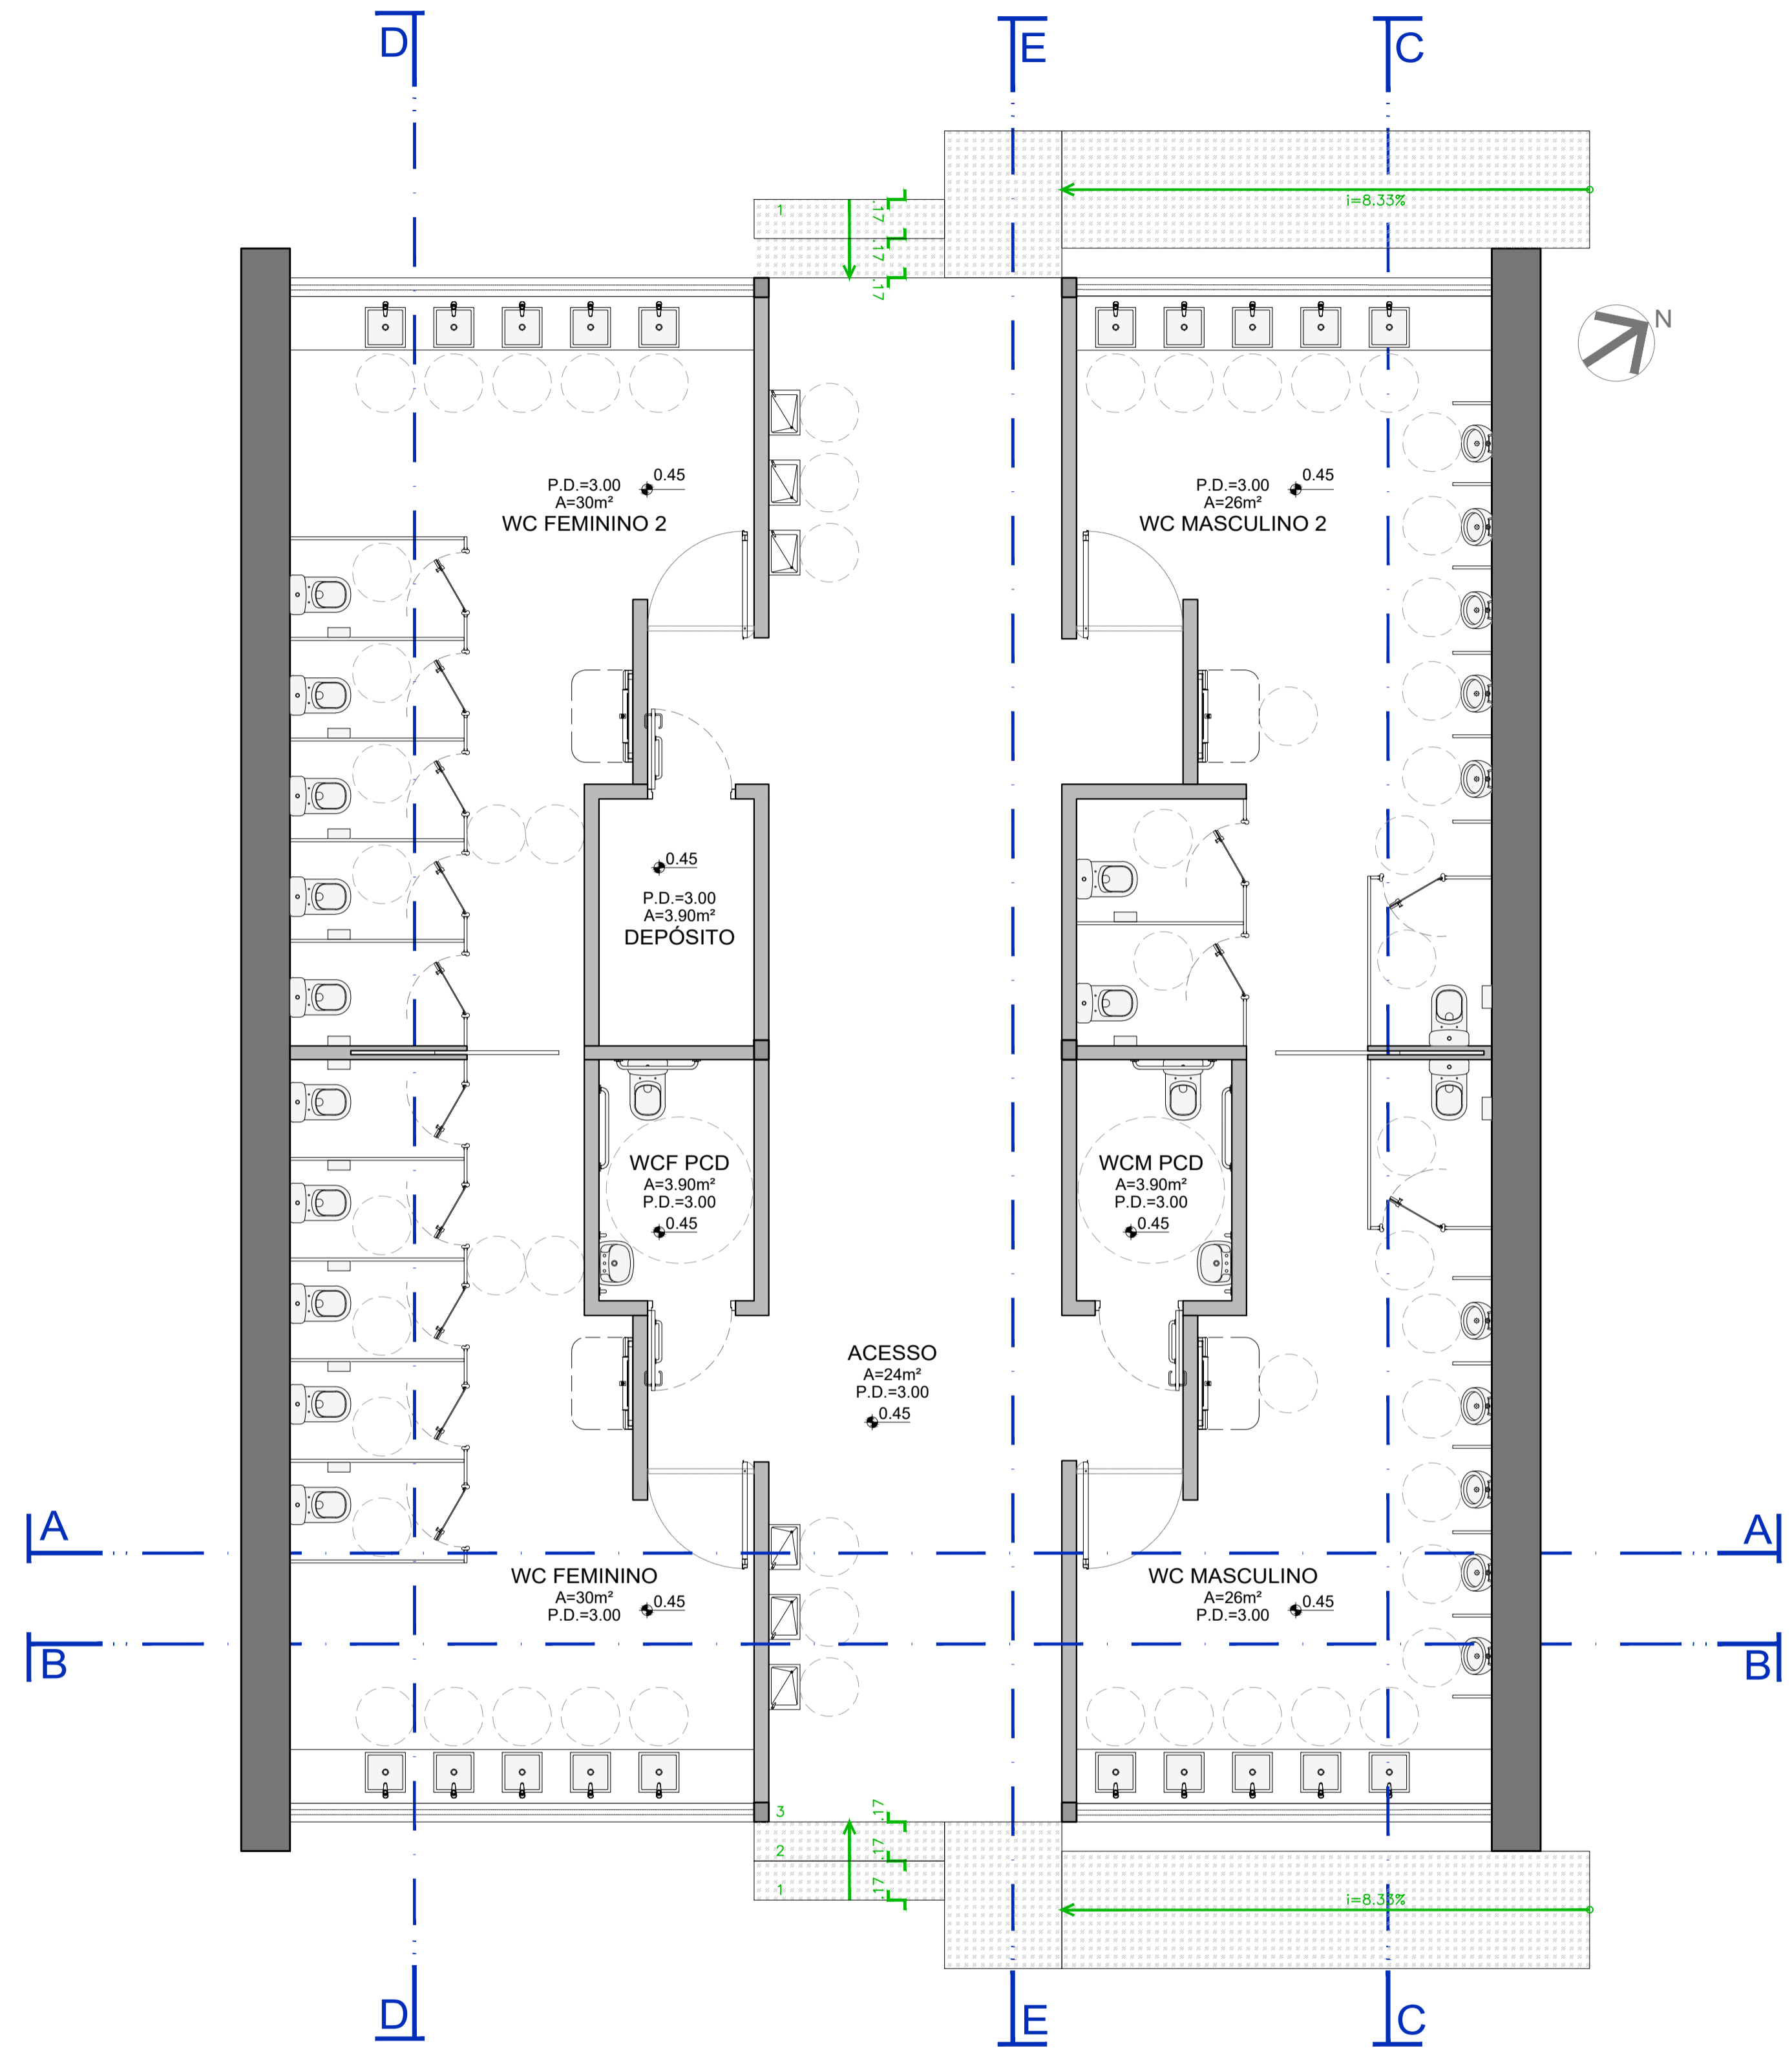 D
E
C
1
.17
.17
.17
i=8.33%
N
P.D.=3.00
A=30m²
WC FEMININO 2
0.45
P.D.=3.00
A=26m²
WC MASCULINO 2
0.45
0.45
P.D.=3.00
A=3.90m²
DEPÓSITO
WCF PCD
A=3.90m²
P.D.=3.00
0.45
WCM PCD
A=3.90m²
P.D.=3.00
0.45
ACESSO
A=24m²
P.D.=3.00
0.45
A
A
WC FEMININO
A=30m²
P.D.=3.00
0.45
WC MASCULINO
A=26m²
P.D.=3.00
0.45
B
B
3
.17
2
.17
1
.17
i=8.33%
D
E
C